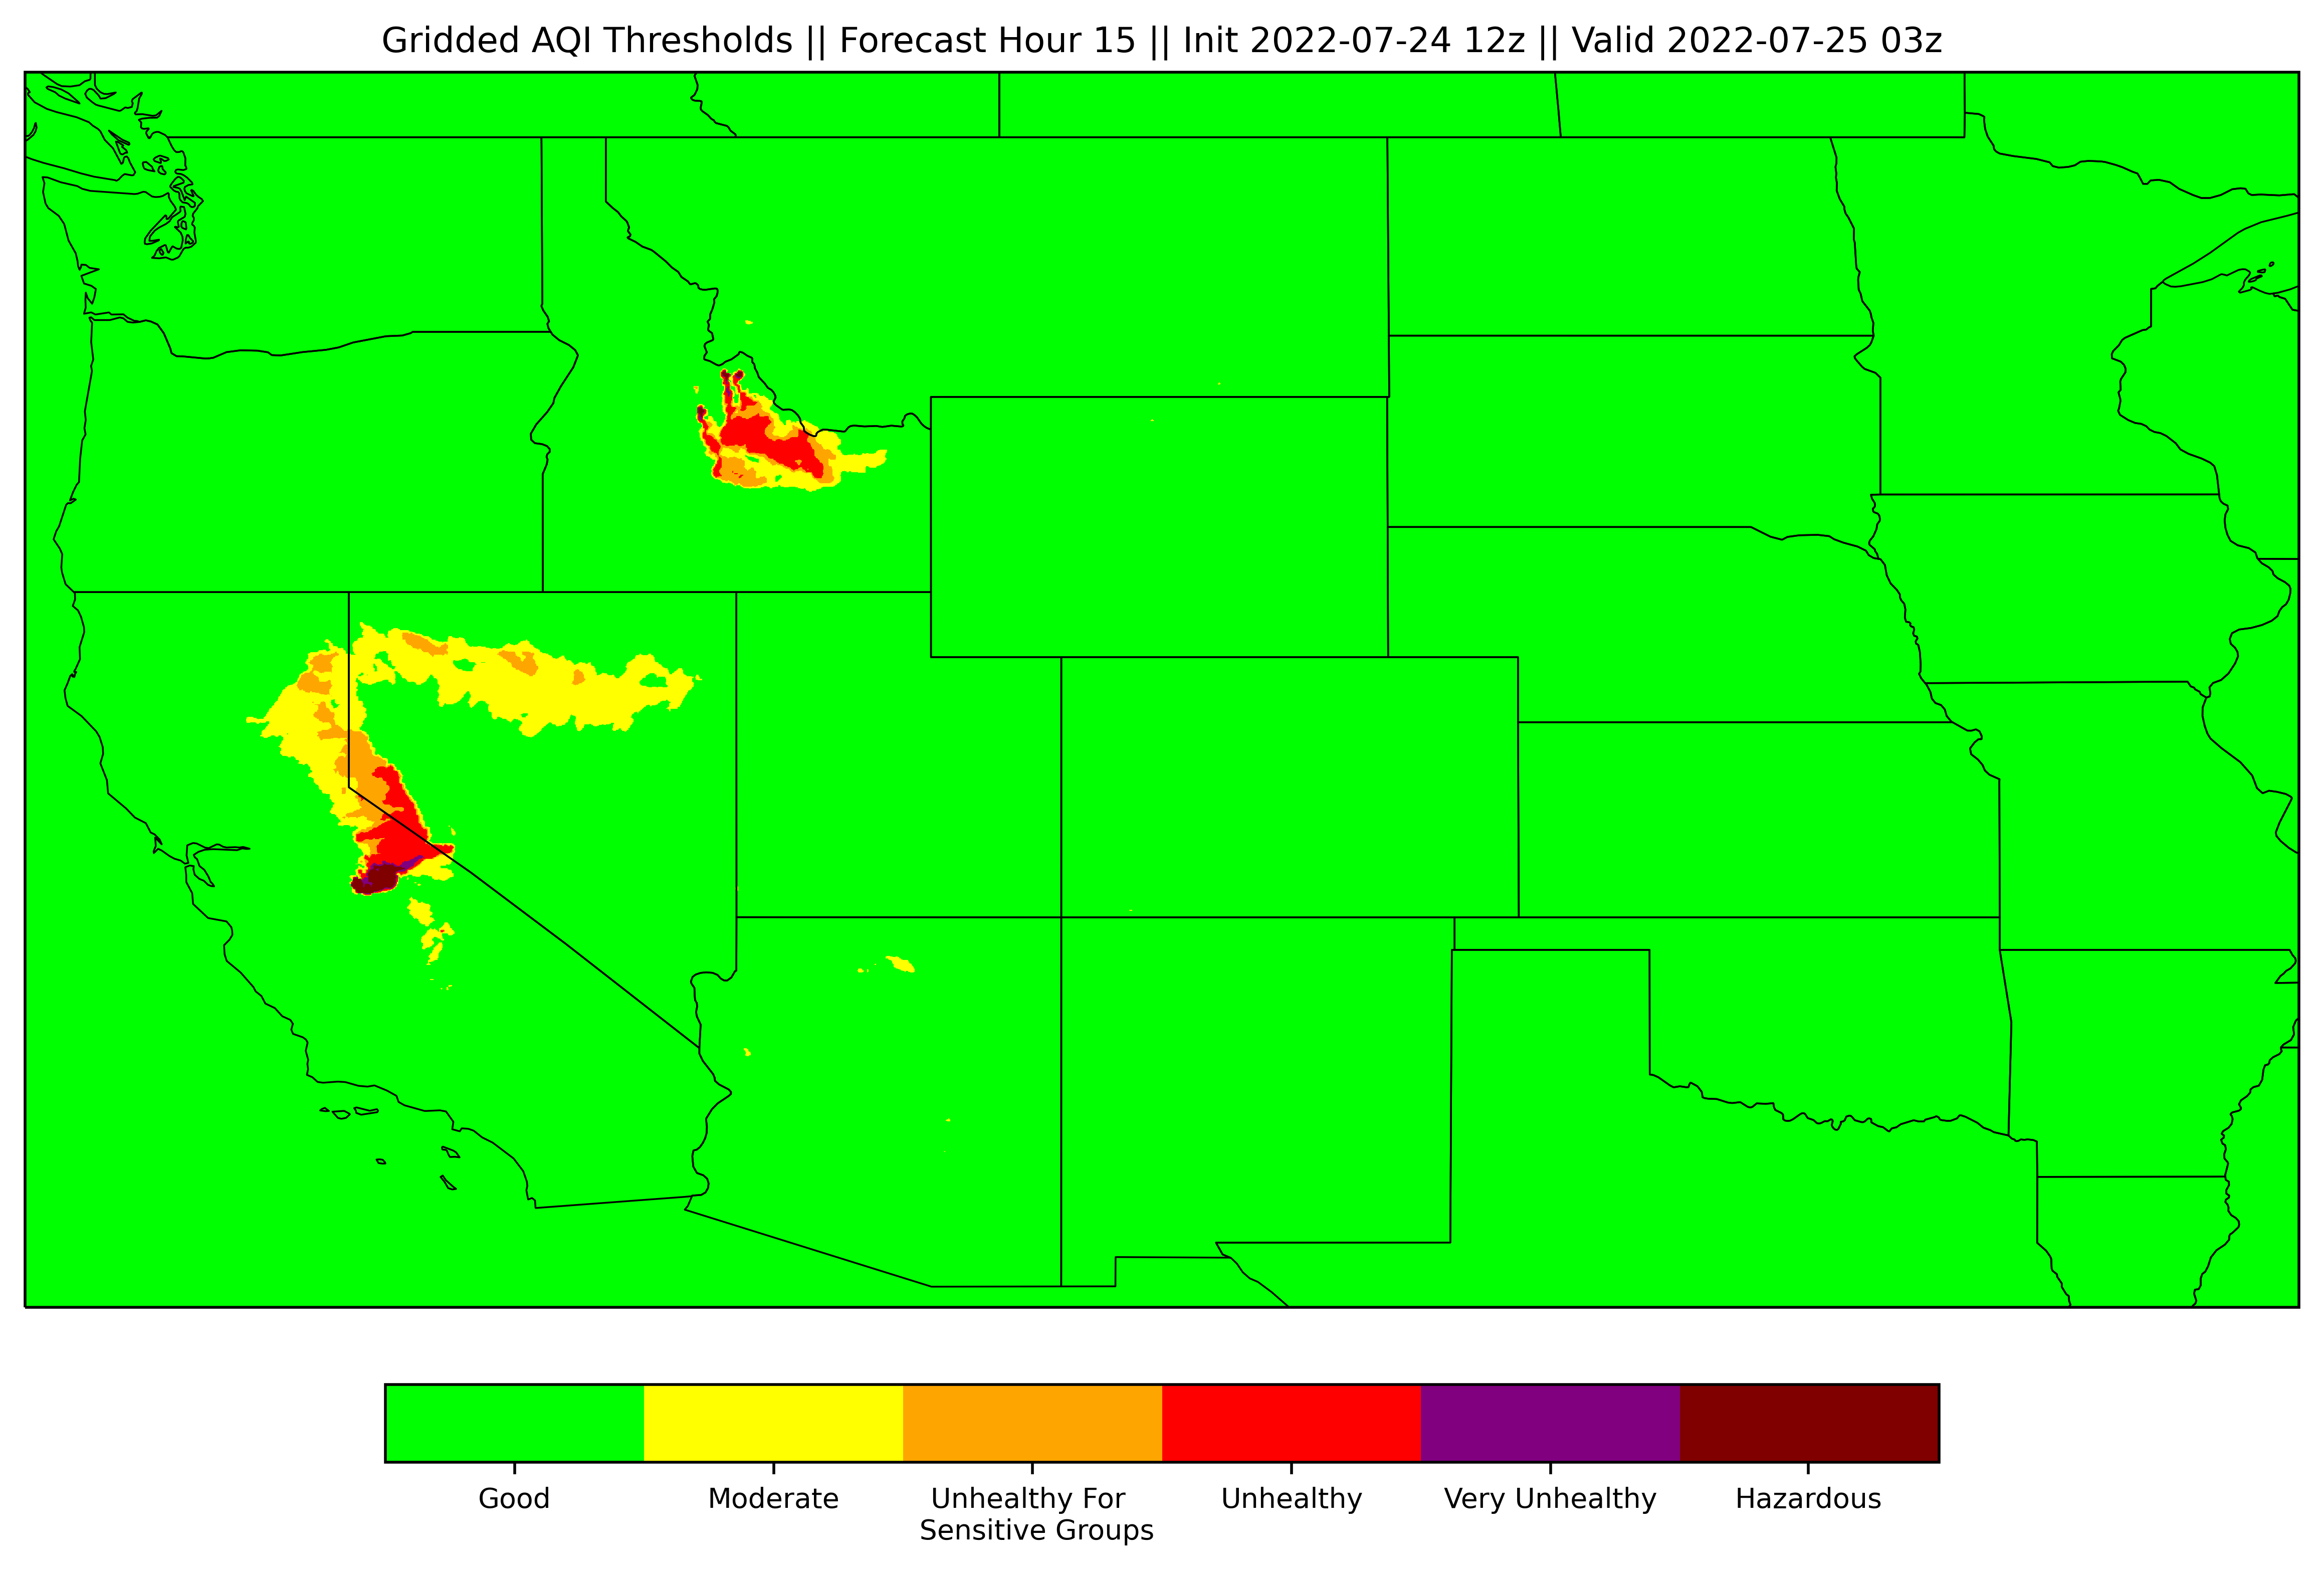 Gridded AQI Thresholds || Forecast Hour 15 || Init 2022-07-24 12z || Valid 2022-07-25 03z
Good
Moderate
Unhealthy For
Sensitive Groups
Unhealthy
Very Unhealthy
Hazardous